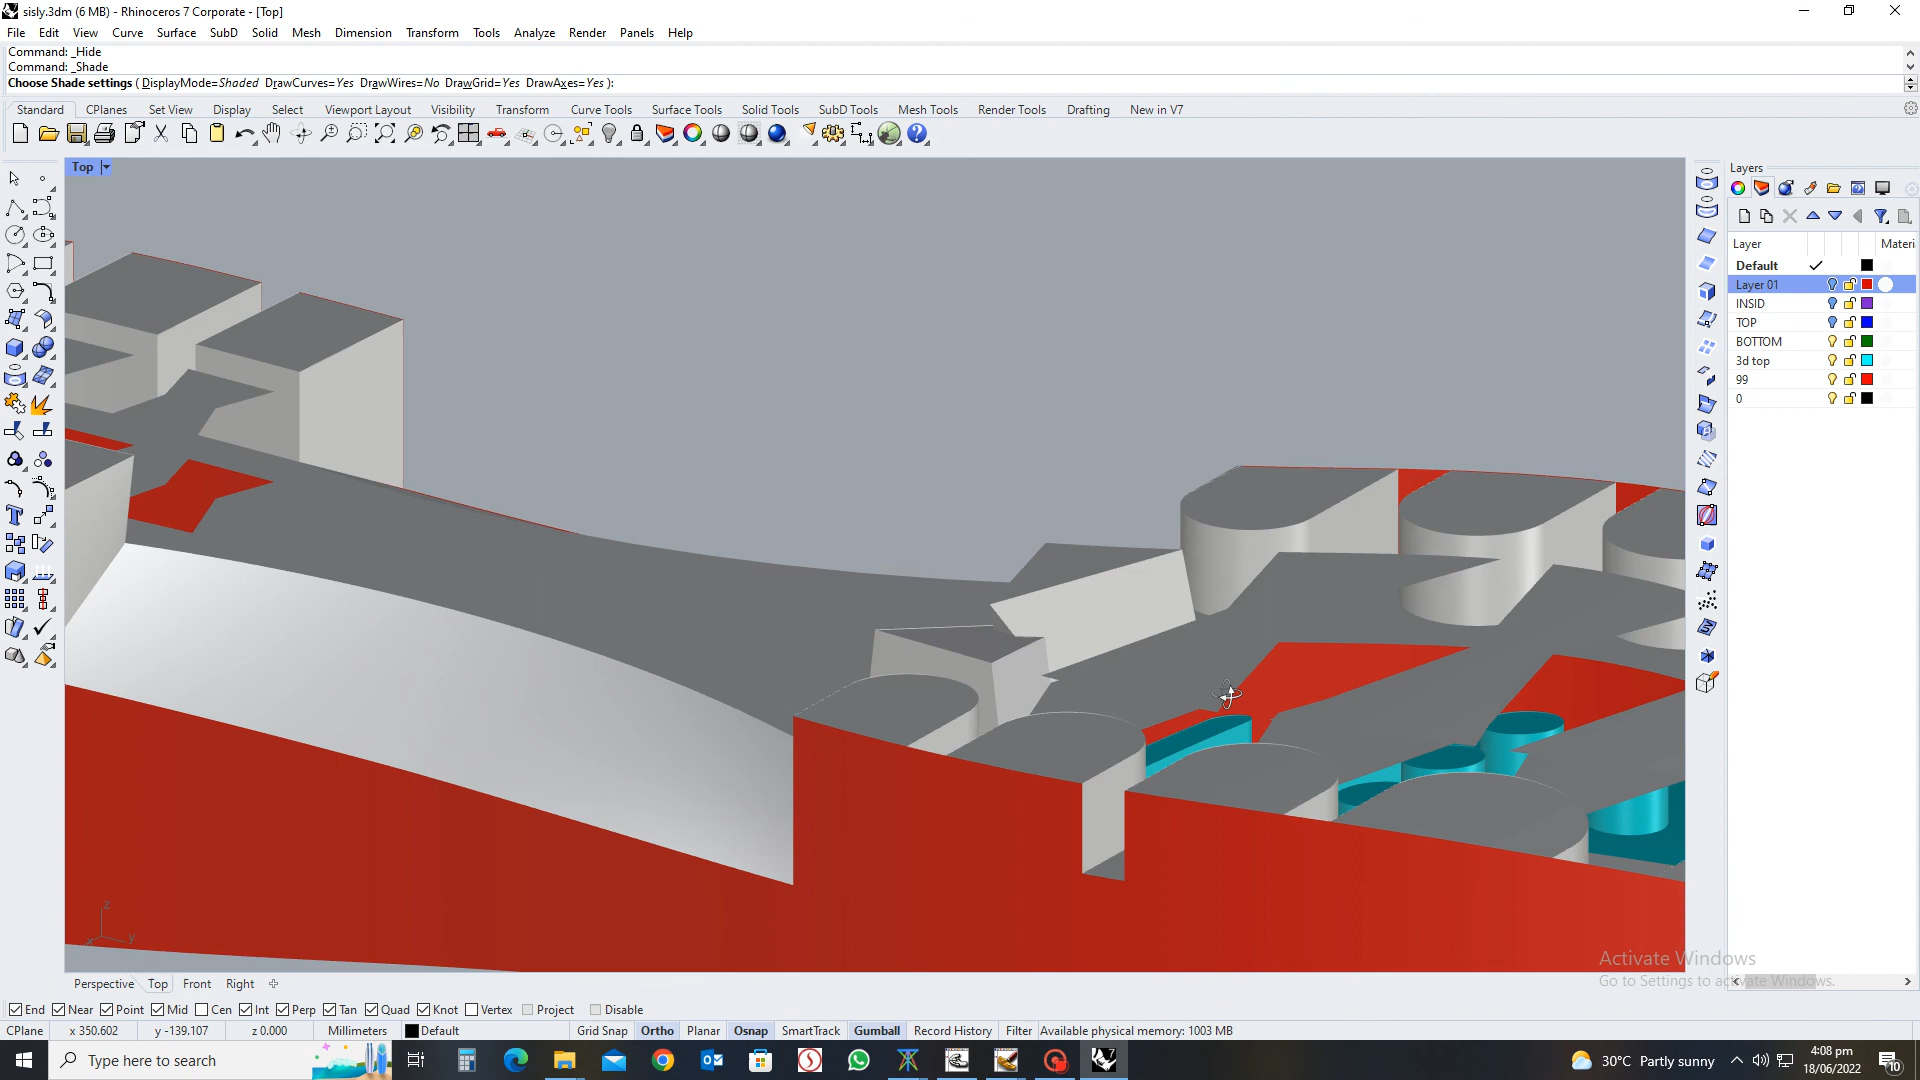 sisly.3dm (6 MB) - Rhinoceros 7 Corporate - [Top]
File Edit View Curve Surface SubD Solid Mesh Dimension Transform Tools Analyze Render Panels Help
Command: _Hide
Command: _Shade
Choose Shade settings ( DisplayMode=Shaded DrawCurves=Yes DrawWires=No DrawGrid=Yes DrawAxes=Yes ):
Standard CPlanes Set View Display Select Viewport Layout Visibility Transform Curve Tools Surface Tools Solid Tools SubD Tools Mesh Tools Render Tools Drafting New in V7
Top
Layers
Layer Materi
Default
Layer 01
INSID
TOP
BOTTOM
3d top
99
0
z
x y
Activate Windows
Go to Settings to activate Windows.
Perspective Top Front Right
End Near Point Mid Cen Int Perp Tan Quad Knot Vertex Project Disable
CPlane x 350.602 y -139.107 z 0.000 Millimeters Default Grid Snap Ortho Planar Osnap SmartTrack Gumball Record History Filter Available physical memory: 1003 MB
Type here to search
30°C Partly sunny
4:08 pm
18/06/2022
10